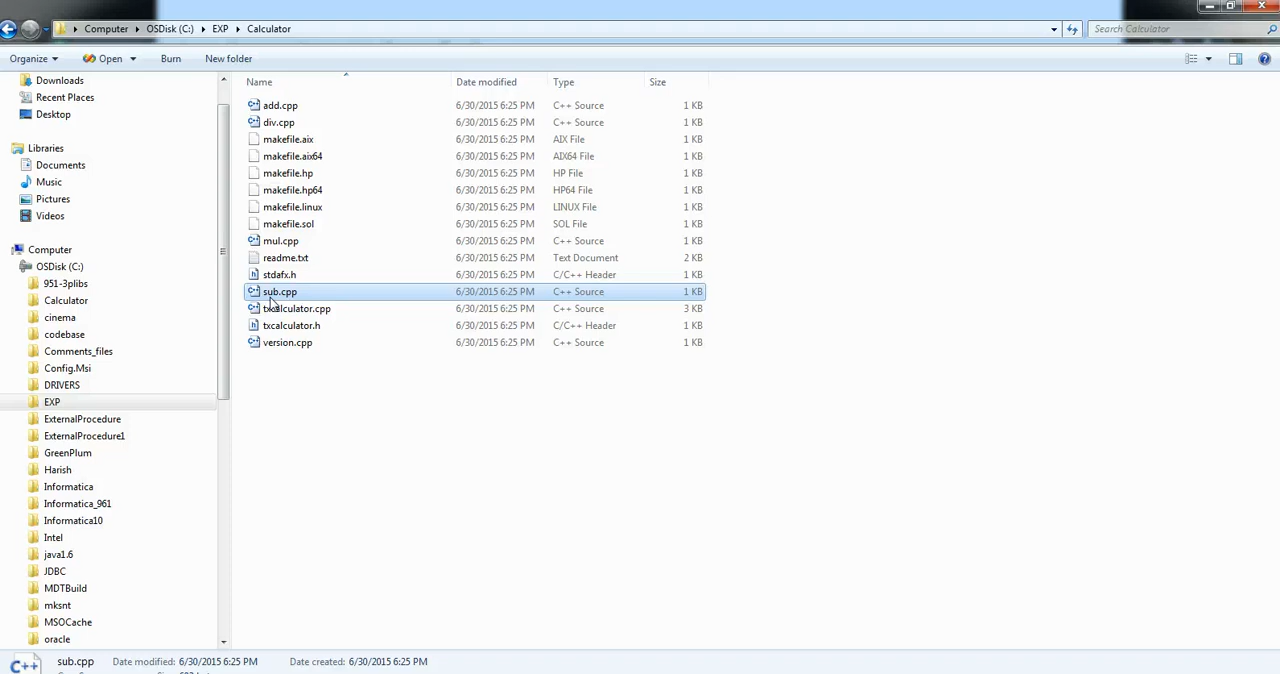 Computer OSDisk (C:) EXP Calculator Search Calculator
Organize Open Burn New folder
Name Date modified Type Size
Downloads
Recent Places
Desktop
Libraries
Documents
Music
Pictures
Videos
Computer
OSDisk (C:)
951-3plibs
Calculator
cinema
codebase
Comments_files
Config.Msi
DRIVERS
EXP
ExternalProcedure
ExternalProcedure1
GreenPlum
Harish
Informatica
Informatica_961
Informatica10
Intel
java1.6
JDBC
MDTBuild
mksnt
MSOCache
oracle
add.cpp 6/30/2015 6:25 PM C++ Source 1 KB
div.cpp 6/30/2015 6:25 PM C++ Source 1 KB
makefile.aix 6/30/2015 6:25 PM AIX File 1 KB
makefile.aix64 6/30/2015 6:25 PM AIX64 File 1 KB
makefile.hp 6/30/2015 6:25 PM HP File 1 KB
makefile.hp64 6/30/2015 6:25 PM HP64 File 1 KB
makefile.linux 6/30/2015 6:25 PM LINUX File 1 KB
makefile.sol 6/30/2015 6:25 PM SOL File 1 KB
mul.cpp 6/30/2015 6:25 PM C++ Source 1 KB
readme.txt 6/30/2015 6:25 PM Text Document 2 KB
stdafx.h 6/30/2015 6:25 PM C/C++ Header 1 KB
sub.cpp 6/30/2015 6:25 PM C++ Source 1 KB
txcalculator.cpp 6/30/2015 6:25 PM C++ Source 3 KB
txcalculator.h 6/30/2015 6:25 PM C/C++ Header 1 KB
version.cpp 6/30/2015 6:25 PM C++ Source 1 KB
C++ sub.cpp Date modified: 6/30/2015 6:25 PM Date created: 6/30/2015 6:25 PM